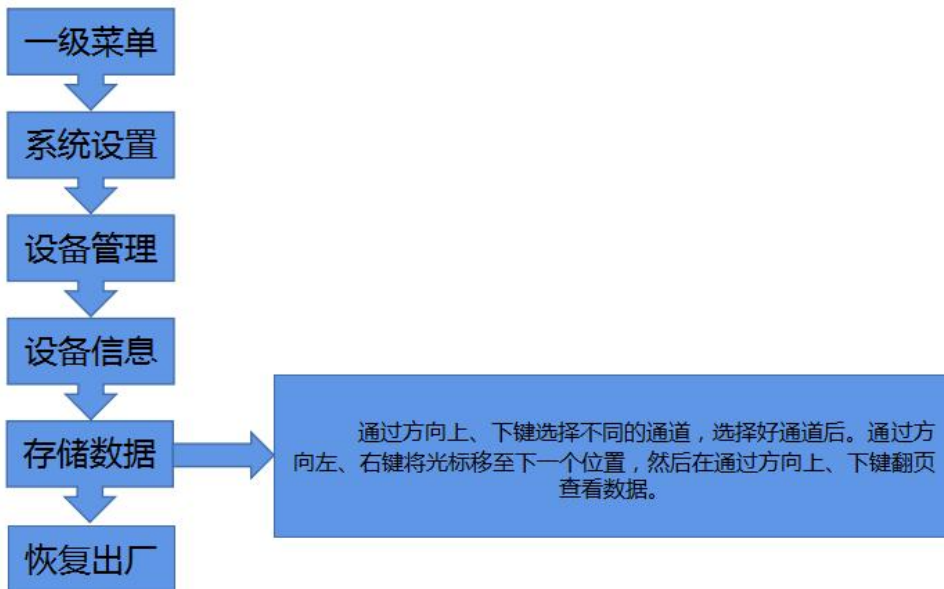 一级菜单
系统设置
设备管理
设备信息
存储数据
通过方向上、下键选择不同的通道，选择好通道后。通过方
向左、右键将光标移至下一个位置，然后在通过方向上、下键翻页
查看数据。
恢复出厂